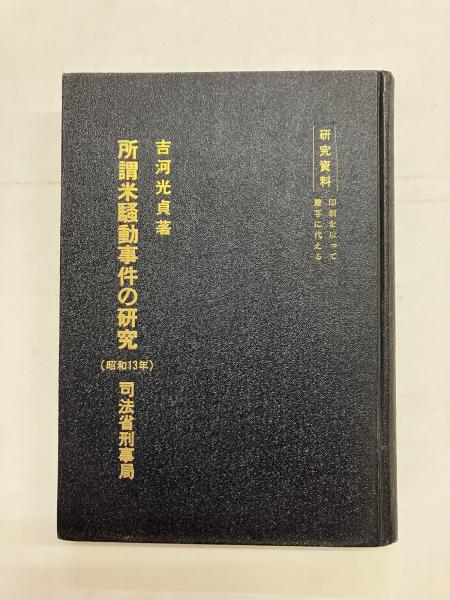 研究資料
印刷を以って
謄写に代える
吉河光貞著
所謂米騒動事件の研究
(昭和13年)
司法省刑事局